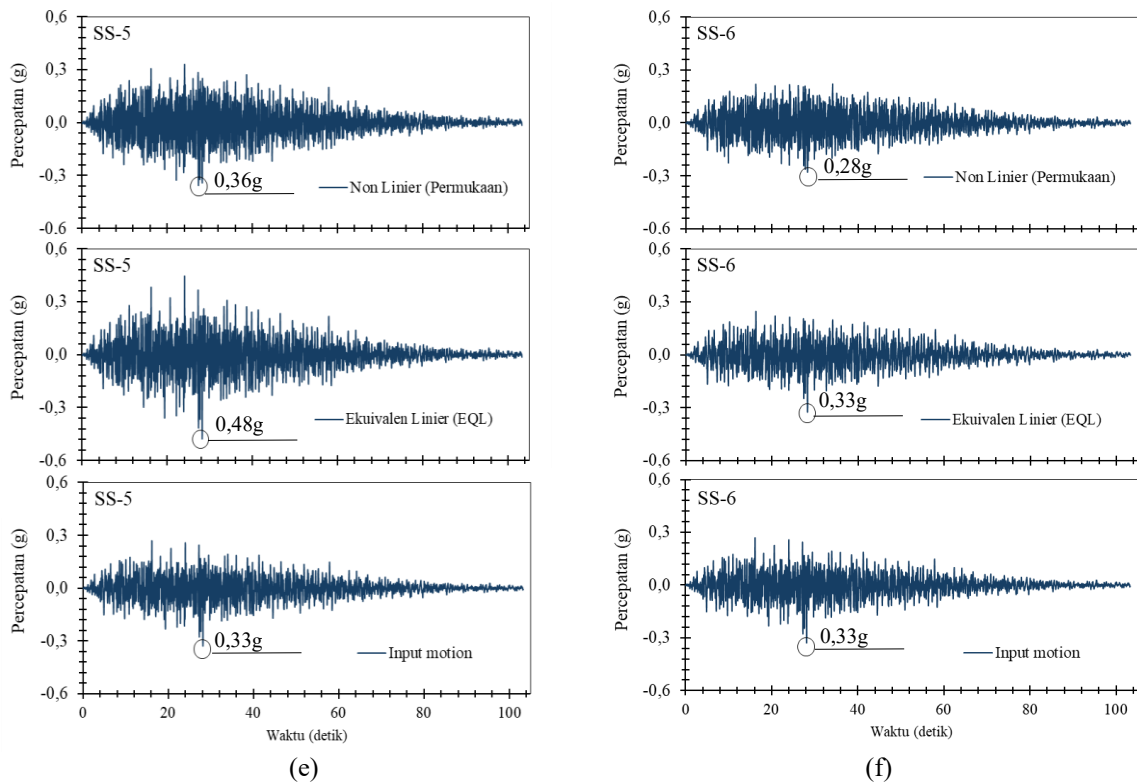 0,6
SS-5
0,3
0,0
-0,3
-0,6
Percepatan (g)
0,36g
Non Linier (Permukaan)
0,6
SS-5
0,3
0,0
-0,3
-0,6
Percepatan (g)
0,48g
Ekuivalen Linier (EQL)
0,6
SS-5
0,3
0,0
-0,3
-0,6
Percepatan (g)
0,33g
Input motion
0 20 40 60 80 100
Waktu (detik)
(e)
0,6
SS-6
0,3
0,0
-0,3
-0,6
Percepatan (g)
0,28g
Non Linier (Permukaan)
0,6
SS-6
0,3
0,0
-0,3
-0,6
Percepatan (g)
0,33g
Ekuivalen Linier (EQL)
0,6
SS-6
0,3
0,0
-0,3
-0,6
Percepatan (g)
0,33g
Input motion
0 20 40 60 80 100
Waktu (detik)
(f)